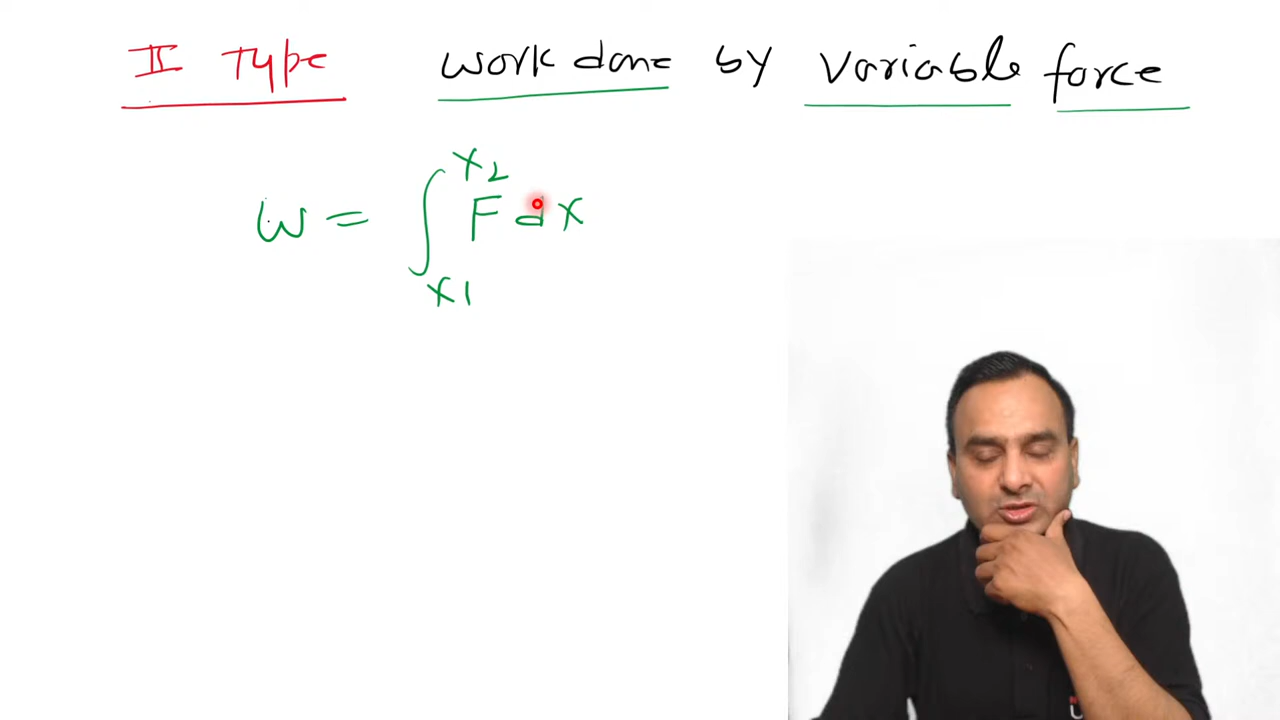 II Type work done by variable force
W = ∫_{x1}^{x2} F dx